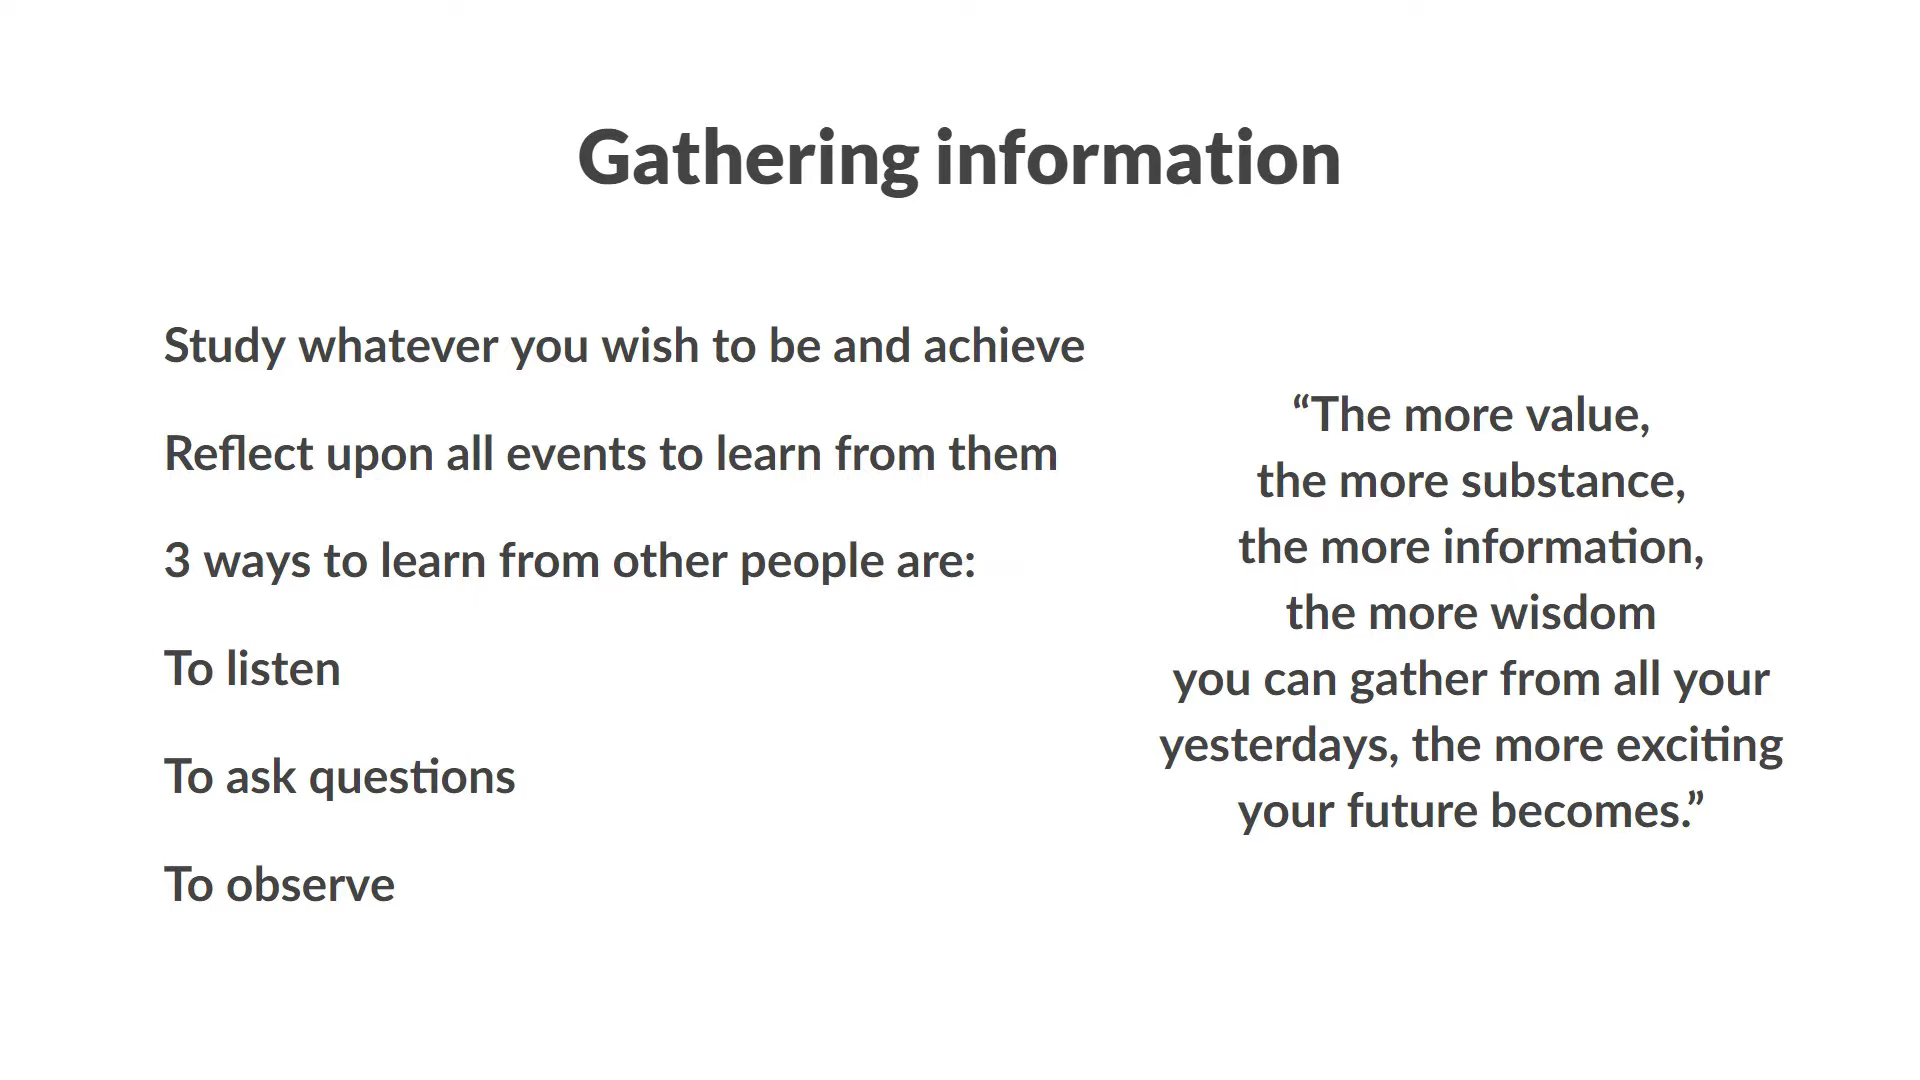 Gathering information
Study whatever you wish to be and achieve
Reflect upon all events to learn from them
3 ways to learn from other people are:
To listen
To ask questions
To observe
“The more value,
the more substance,
the more information,
the more wisdom
you can gather from all your
yesterdays, the more exciting
your future becomes.”